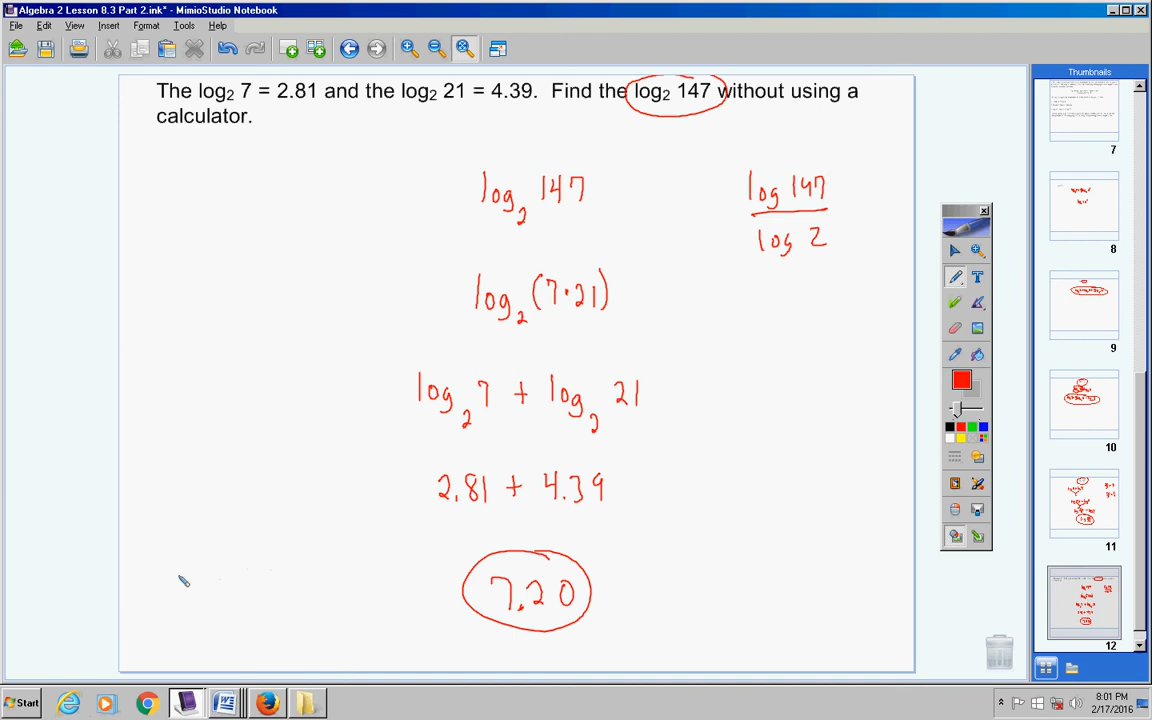 Algebra 2 Lesson 8.3 Part 2.ink* - MimioStudio Notebook
File Edit View Insert Format Tools Help
The log₂ 7 = 2.81 and the log₂ 21 = 4.39. Find the log₂ 147 without using a
calculator.
log₂ 147
log 147
log 2
log₂ (7·21)
log₂ 7 + log₂ 21
2.81 + 4.39
7.20
Thumbnails
7
8
9
10
11
12
Start
8:01 PM
2/17/2016